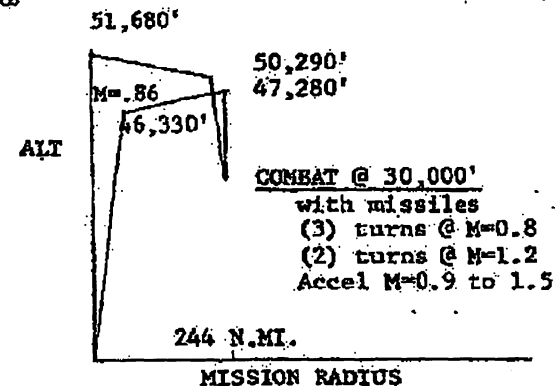 51,680'
50,290'
47,280'
M=.86
46,330'
ALT
COMBAT @ 30,000'
with missiles
(3) turns @ M=0.8
(2) turns @ M=1.2
Accel M=0.9 to 1.5
244 N.MI.
MISSION RADIUS